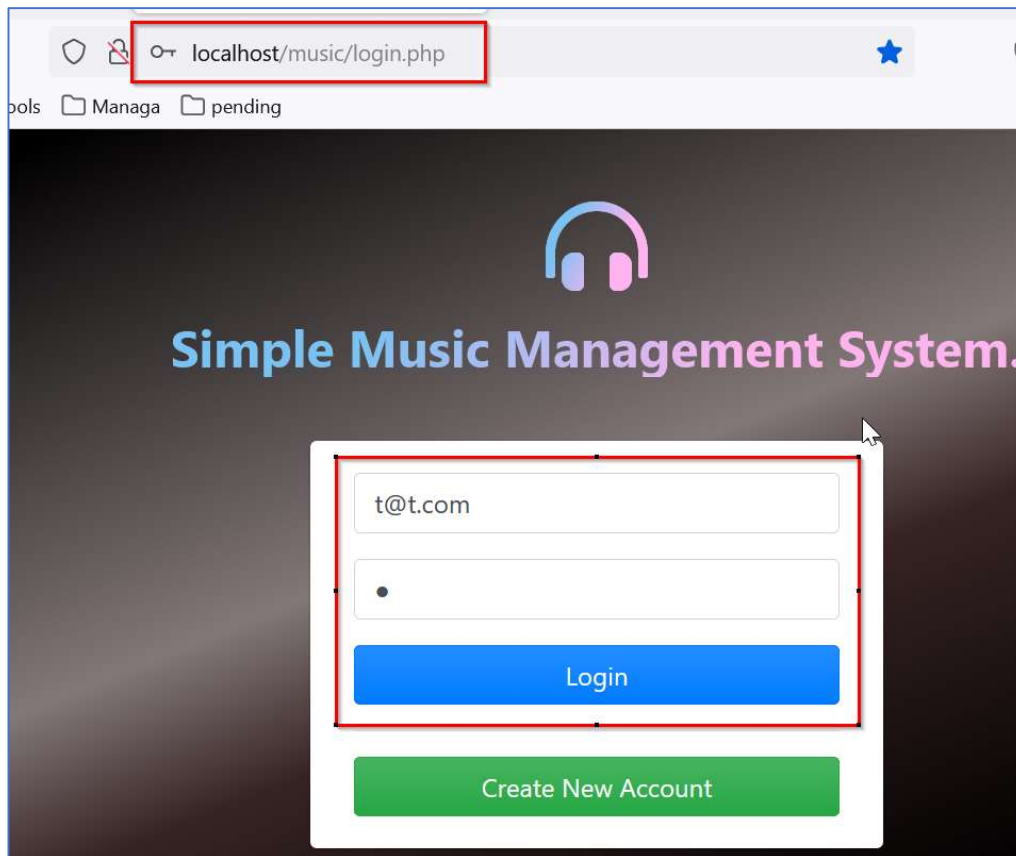 localhost/music/login.php
ools Managa pending
Simple Music Management System.
t@t.com
●
Login
Create New Account